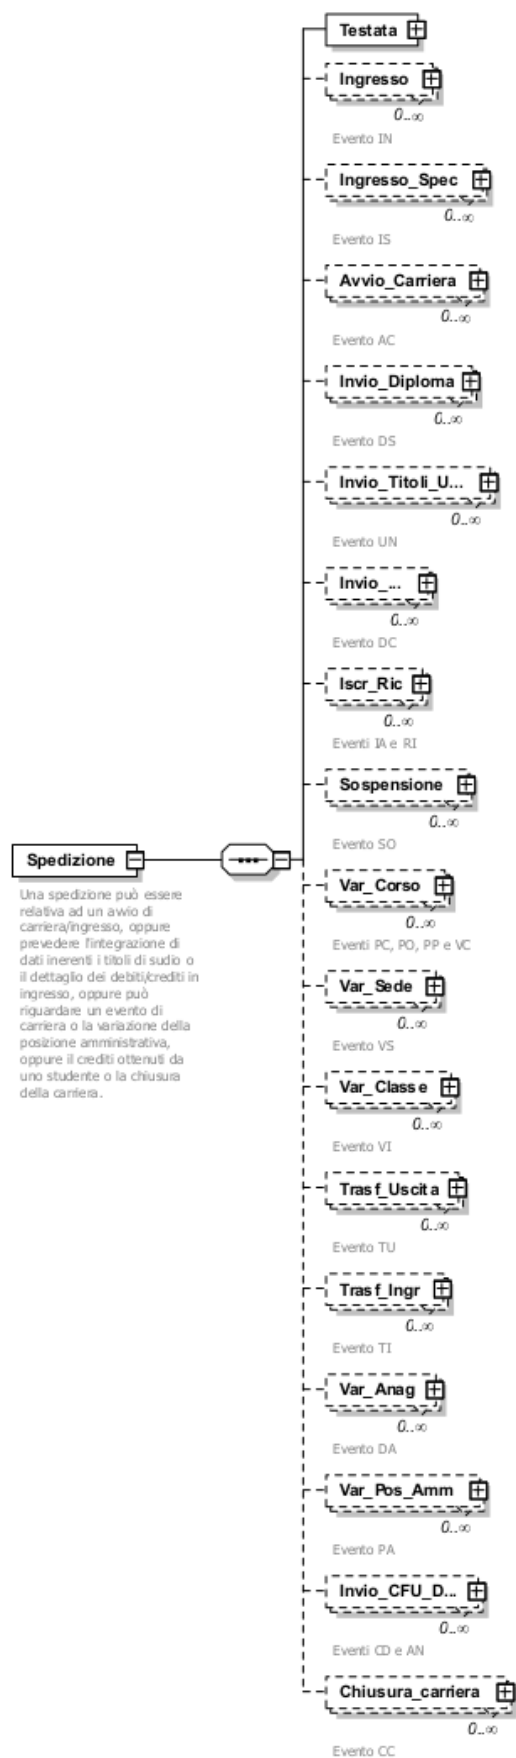 Testata
Ingresso
0..∞
Evento IN
Ingresso_Spec
0..∞
Evento IS
Avvio_Carriera
0..∞
Evento AC
Invio_Diploma
0..∞
Evento DS
Invio_Titoli_U...
0..∞
Evento UN
Invio_...
0..∞
Evento DC
Iscr_Ric
0..∞
Eventi IA e RI
Sospensione
0..∞
Evento SO
Spedizione
Una spedizione può essere
relativa ad un avvio di
carriera/ingresso, oppure
prevedere l'integrazione di
dati inerenti i titoli di sudio o
il dettaglio dei debiti/crediti in
ingresso, oppure può
riguardare un evento di
carriera o la variazione della
posizione amministrativa,
oppure il crediti ottenuti da
uno studente o la chiusura
della carriera.
Var_Corso
0..∞
Eventi PC, PO, PP e VC
Var_Sede
0..∞
Evento VS
Var_Classe
0..∞
Evento VI
Trasf_Uscita
0..∞
Evento TU
Trasf_Ingr
0..∞
Evento TI
Var_Anag
0..∞
Evento DA
Var_Pos_Amm
0..∞
Evento PA
Invio_CFU_D...
0..∞
Eventi CD e AN
Chiusura_carriera
0..∞
Evento CC